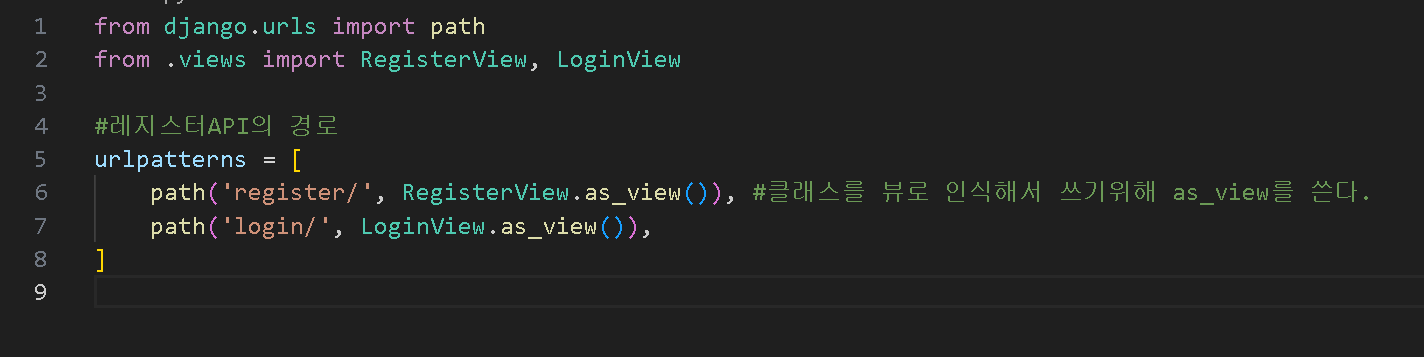 1 from django.urls import path
2 from .views import RegisterView, LoginView
3
4 #레지스터API의 경로
5 urlpatterns = [
6     path('register/', RegisterView.as_view()), #클래스를 뷰로 인식해서 쓰기위해 as_view를 쓴다.
7     path('login/', LoginView.as_view()),
8 ]
9